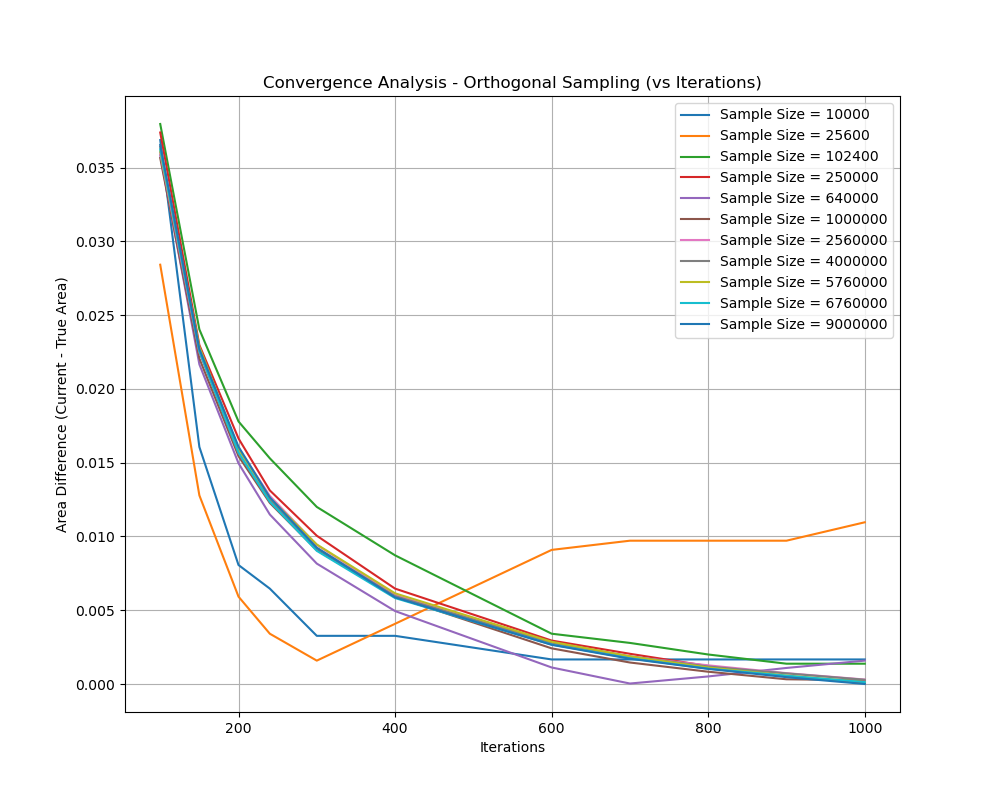 Convergence Analysis - Orthogonal Sampling (vs Iterations)
Sample Size = 10000
Sample Size = 25600
Sample Size = 102400
Sample Size = 250000
Sample Size = 640000
Sample Size = 1000000
Sample Size = 2560000
Sample Size = 4000000
Sample Size = 5760000
Sample Size = 6760000
Sample Size = 9000000
Area Difference (Current - True Area)
0.035
0.030
0.025
0.020
0.015
0.010
0.005
0.000
200
400
600
800
1000
Iterations